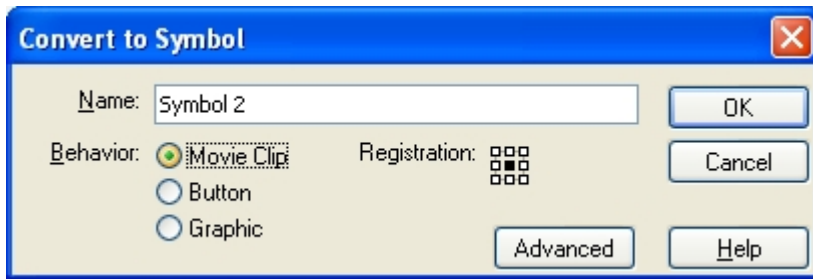 Convert to Symbol
Name: Symbol 2 OK
Behavior: Movie Clip Registration: Cancel
Button
Graphic
Advanced Help